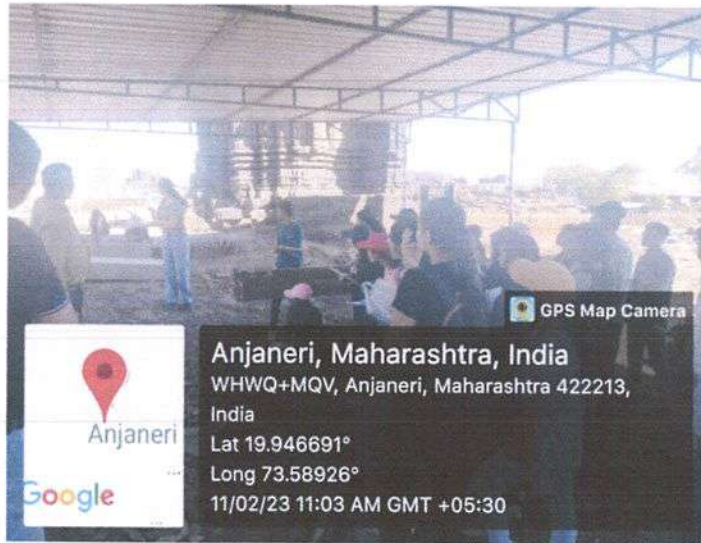 GPS Map Camera
Anjaneri, Maharashtra, India
WHWQ+MQV, Anjaneri, Maharashtra 422213,
India
Lat 19.946691°
Long 73.58926°
11/02/23 11:03 AM GMT +05:30
Anjaneri
Google